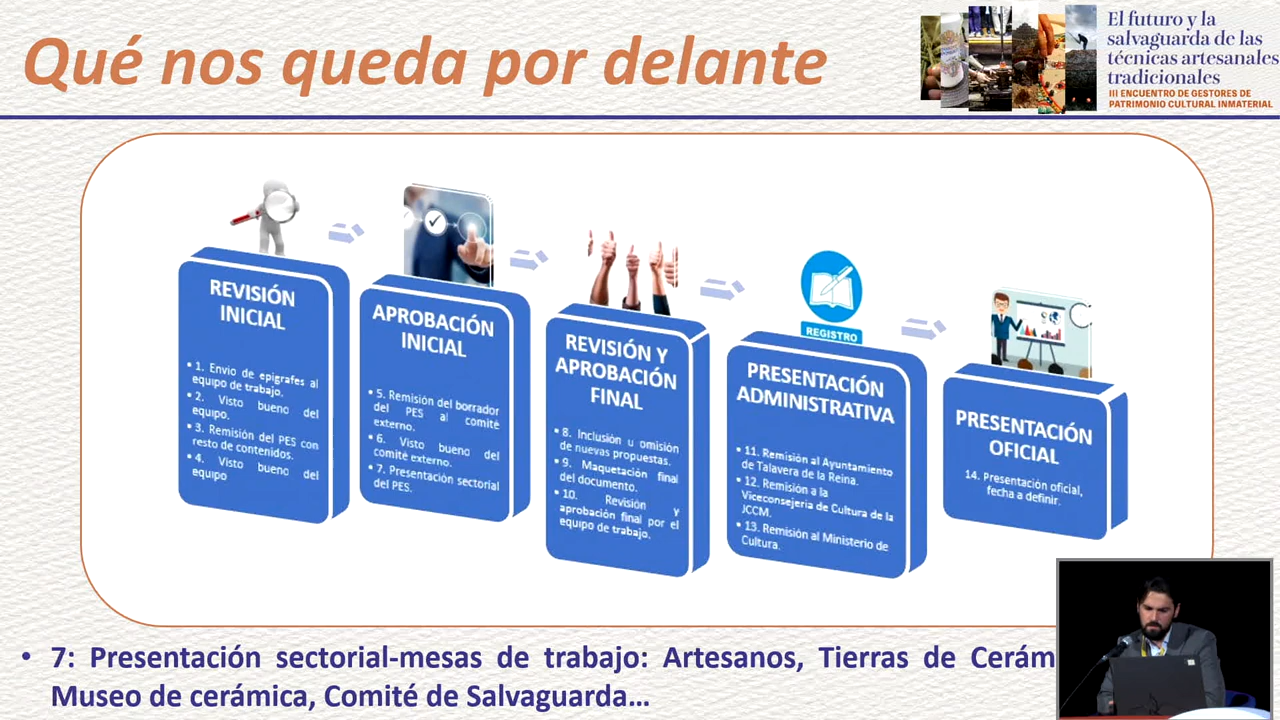 Qué nos queda por delante
El futuro y la
salvaguarda de las
técnicas artesanales
tradicionales
III ENCUENTRO DE GESTORES DE
PATRIMONIO CULTURAL INMATERIAL
REVISIÓN
INICIAL
• 1. Envio de epigrafes al
equipo de trabajo.
• 2. Visto bueno del
equipo.
• 3. Remisión del PES con
resto de contenidos.
• 4. Visto bueno del
equipo
APROBACIÓN
INICIAL
• 5. Remisión del borrador
del PES al comité
externo.
• 6. Visto bueno del
comité externo.
• 7. Presentación sectorial
del PES.
REVISIÓN Y
APROBACIÓN
FINAL
• 8. Inclusión u omisión
de nuevas propuestas.
• 9. Maquetación final
del documento.
• 10. Revisión y
aprobación final por el
equipo de trabajo.
REGISTRO
PRESENTACIÓN
ADMINISTRATIVA
• 11. Remisión al Ayuntamiento
de Talavera de la Reina.
• 12. Remisión a la
Viceconsejeria de Cultura de la
JCCM.
• 13. Remisión al Ministerio de
Cultura.
PRESENTACIÓN
OFICIAL
14. Presentación oficial,
fecha a definir.
• 7: Presentación sectorial-mesas de trabajo: Artesanos, Tierras de Cerám
Museo de cerámica, Comité de Salvaguarda...